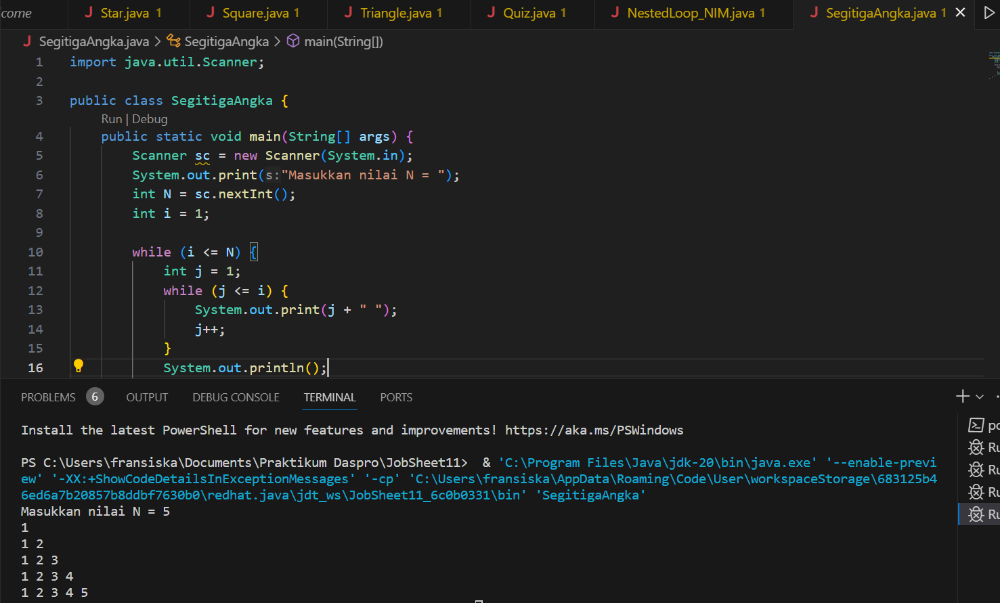 come Star.java 1 Square.java 1 Triangle.java 1 Quiz.java 1 NestedLoop_NIM.java 1 SegitigaAngka.java 1
SegitigaAngka.java > SegitigaAngka > main(String[])
1 import java.util.Scanner;
2
3 public class SegitigaAngka {
Run | Debug
4 public static void main(String[] args) {
5 Scanner sc = new Scanner(System.in);
6 System.out.print(s:"Masukkan nilai N = ");
7 int N = sc.nextInt();
8 int i = 1;
9
10 while (i <= N) {
11 int j = 1;
12 while (j <= i) {
13 System.out.print(j + " ");
14 j++;
15 }
16 System.out.println();
PROBLEMS 6 OUTPUT DEBUG CONSOLE TERMINAL PORTS
Install the latest PowerShell for new features and improvements! https://aka.ms/PSWindows
PS C:\Users\fransiska\Documents\Praktikum Daspro\JobSheet11> & 'C:\Program Files\Java\jdk-20\bin\java.exe' '--enable-previ
ew' '-XX:+ShowCodeDetailsInExceptionMessages' '-cp' 'C:\Users\fransiska\AppData\Roaming\Code\User\workspaceStorage\683125b4
6ed6a7b20857b8ddbf7630b0\redhat.java\jdt_ws\JobSheet11_6c0b0331\bin' 'SegitigaAngka'
Masukkan nilai N = 5
1
1 2
1 2 3
1 2 3 4
1 2 3 4 5
po
Ru
Ru
Ru
Ru